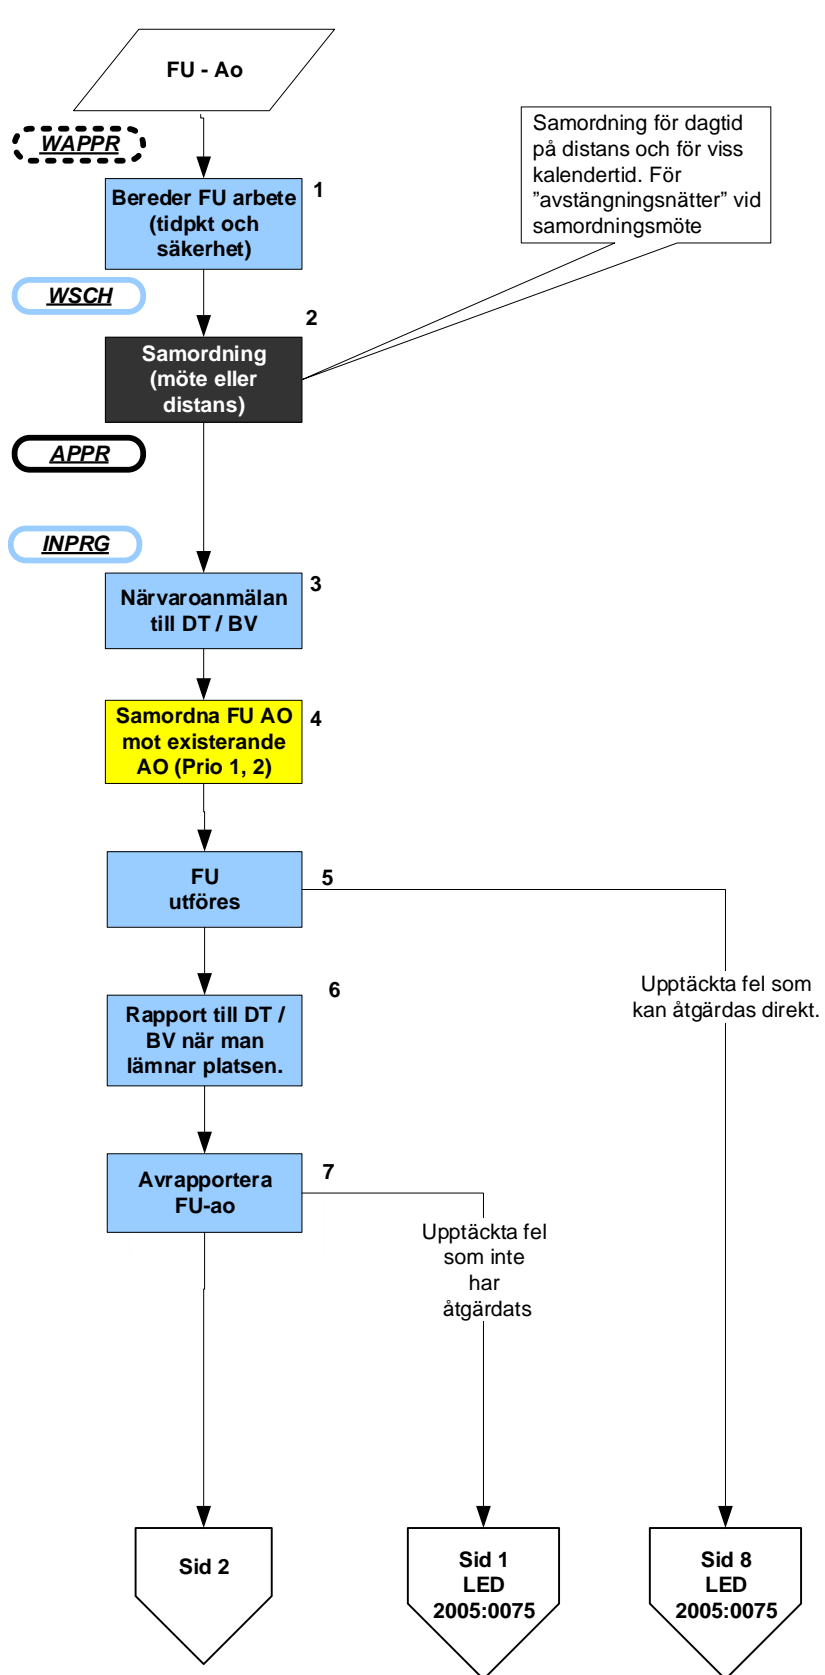 FU - Ao
WAPPR
Samordning för dagtid
på distans och för viss
kalendertid. För
”avstängningsnätter” vid
samordningsmöte
Bereder FU arbete
(tidpkt och
säkerhet)
1
WSCH
2
Samordning
(möte eller
distans)
APPR
INPRG
Närvaroanmälan
till DT / BV
3
Samordna FU AO
mot existerande
AO (Prio 1, 2)
4
FU
utföres
5
Upptäckta fel som
kan åtgärdas direkt.
6
Rapport till DT /
BV när man
lämnar platsen.
7
Avrapportera
FU-ao
Upptäckta fel
som inte
har
åtgärdats
Sid 2
Sid 1
LED
2005:0075
Sid 8
LED
2005:0075